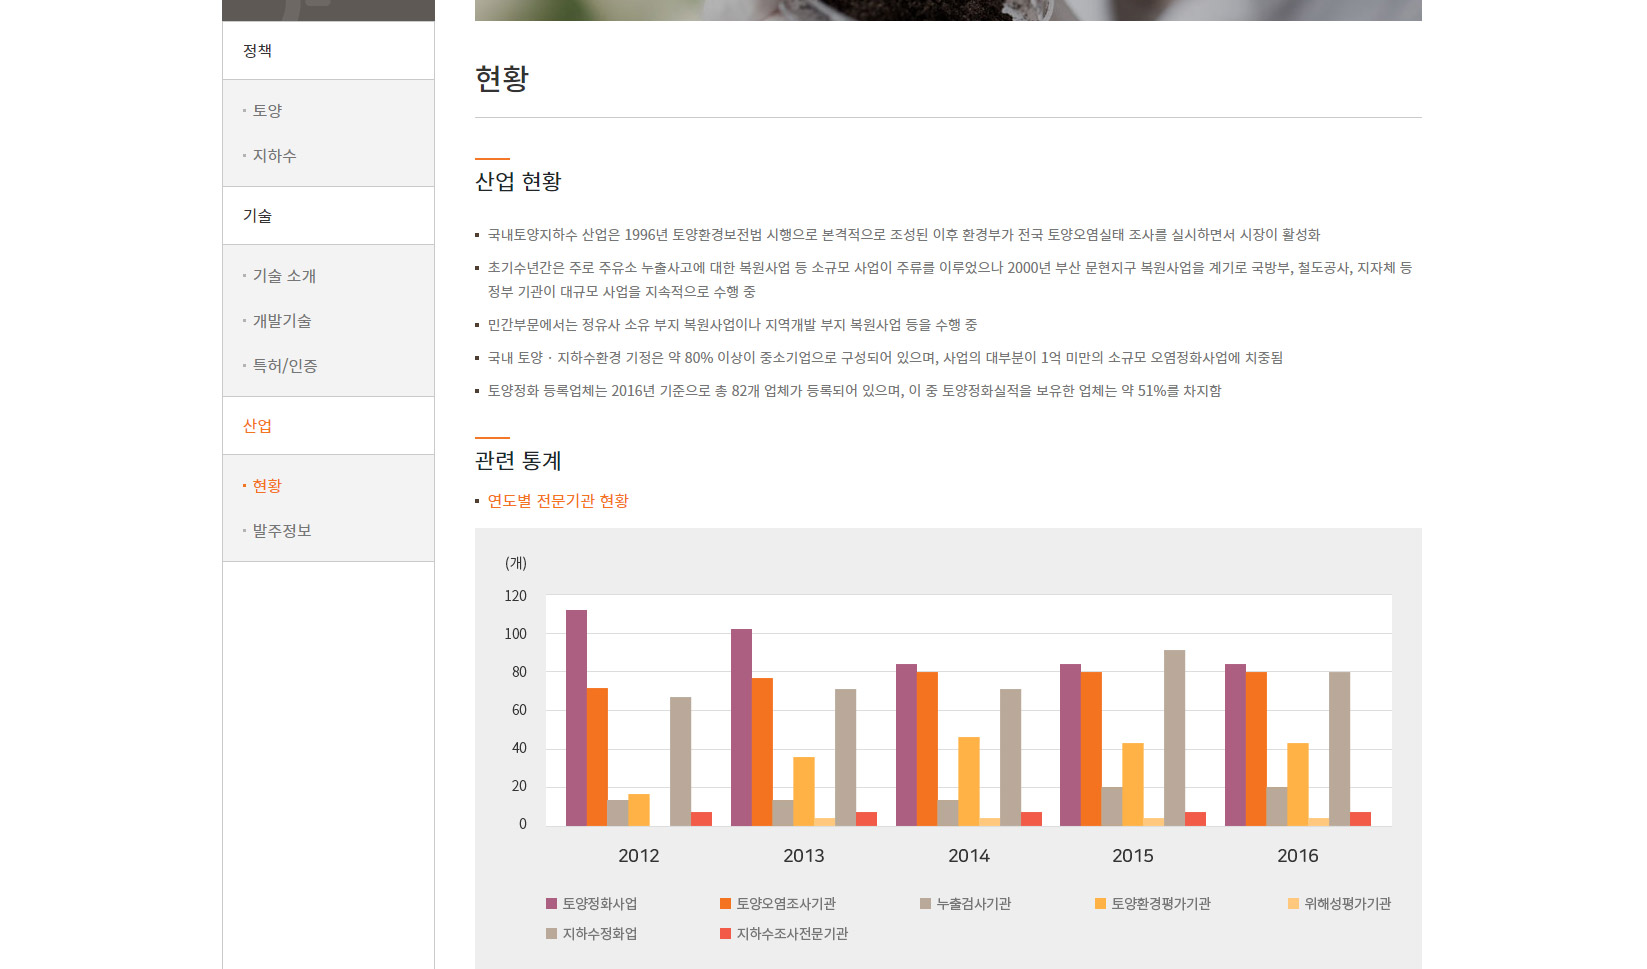 정책
토양
지하수
기술
기술 소개
개발기술
특허/인증
산업
현황
발주정보
현황
산업 현황
국내토양지하수 산업은 1996년 토양환경보전법 시행으로 본격적으로 조성된 이후 환경부가 전국 토양오염실태 조사를 실시하면서 시장이 활성화
초기수년간은 주로 주유소 누출사고에 대한 복원사업 등 소규모 사업이 주류를 이루었으나 2000년 부산 문현지구 복원사업을 계기로 국방부, 철도공사, 지자체 등
정부 기관이 대규모 사업을 지속적으로 수행 중
민간부문에서는 정유사 소유 부지 복원사업이나 지역개발 부지 복원사업 등을 수행 중
국내 토양 · 지하수환경 기정은 약 80% 이상이 중소기업으로 구성되어 있으며, 사업의 대부분이 1억 미만의 소규모 오염정화사업에 치중됨
토양정화 등록업체는 2016년 기준으로 총 82개 업체가 등록되어 있으며, 이 중 토양정화실적을 보유한 업체는 약 51%를 차지함
관련 통계
연도별 전문기관 현황
(개)
120
100
80
60
40
20
0
2012 2013 2014 2015 2016
토양정화사업 토양오염조사기관 누출검사기관 토양환경평가기관 위해성평가기관
지하수정화업 지하수조사전문기관